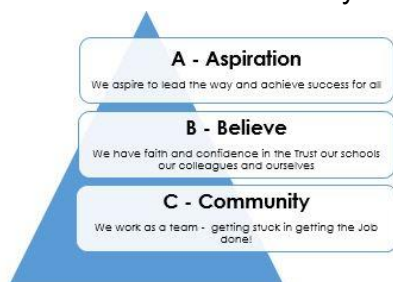 A - Aspiration
We aspire to lead the way and achieve success for all
B - Believe
We have faith and confidence in the Trust our schools
our colleagues and ourselves
C - Community
We work as a team - getting stuck in getting the Job
done!